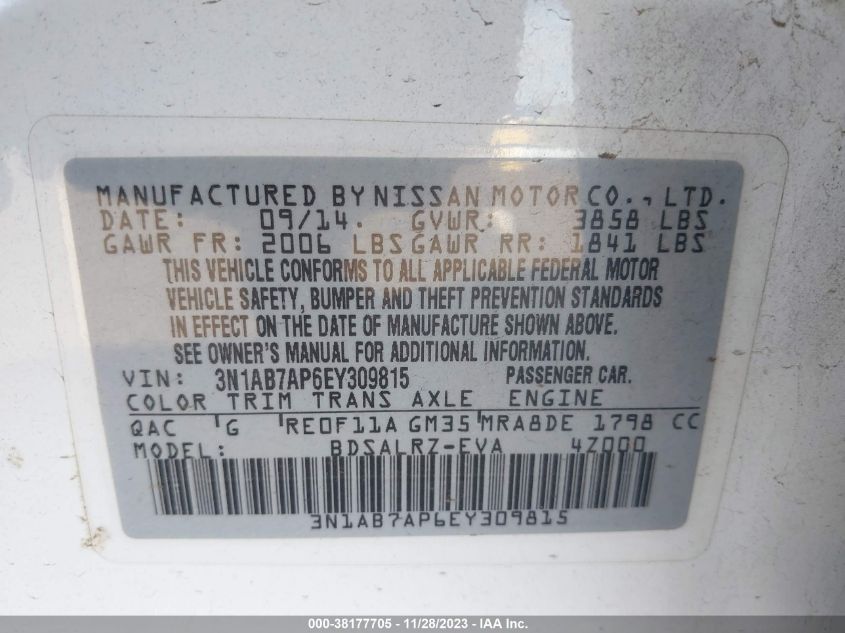 MANUFACTURED BY NISSAN MOTOR CO., LTD.
DATE: 09/14. GVWR: 3858 LBS
GAWR FR: 2006 LBS GAWR RR: 1841 LBS
THIS VEHICLE CONFORMS TO ALL APPLICABLE FEDERAL MOTOR
VEHICLE SAFETY, BUMPER AND THEFT PREVENTION STANDARDS
IN EFFECT ON THE DATE OF MANUFACTURE SHOWN ABOVE.
SEE OWNER'S MANUAL FOR ADDITIONAL INFORMATION.
VIN: 3N1AB7AP6EY309815 PASSENGER CAR.
COLOR TRIM TRANS AXLE ENGINE
QAC G RE0F11A GM35 MRA8DE 1798 CC
MODEL: BDSALRZ-EVA 4Z000
3N1AB7AP6EY309815
000-38177705 - 11/28/2023 - IAA Inc.